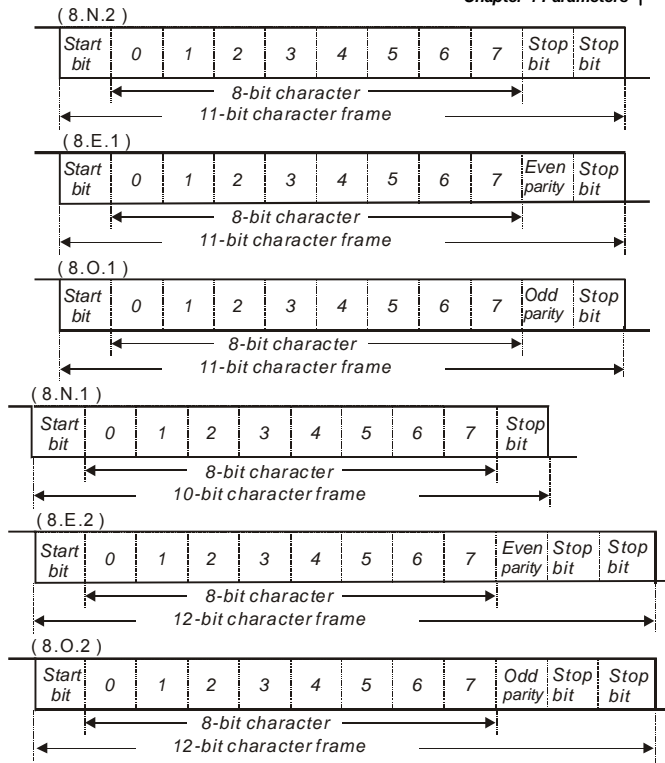 Chapter 4 Parameters |
( 8.N.2 )
Start bit 0 1 2 3 4 5 6 7 Stop bit Stop bit
8-bit character
11-bit character frame
( 8.E.1 )
Start bit 0 1 2 3 4 5 6 7 Even parity Stop bit
8-bit character
11-bit character frame
( 8.O.1 )
Start bit 0 1 2 3 4 5 6 7 Odd parity Stop bit
8-bit character
11-bit character frame
( 8.N.1 )
Start bit 0 1 2 3 4 5 6 7 Stop bit
8-bit character
10-bit character frame
( 8.E.2 )
Start bit 0 1 2 3 4 5 6 7 Even parity Stop bit Stop bit
8-bit character
12-bit character frame
( 8.O.2 )
Start bit 0 1 2 3 4 5 6 7 Odd parity Stop bit Stop bit
8-bit character
12-bit character frame